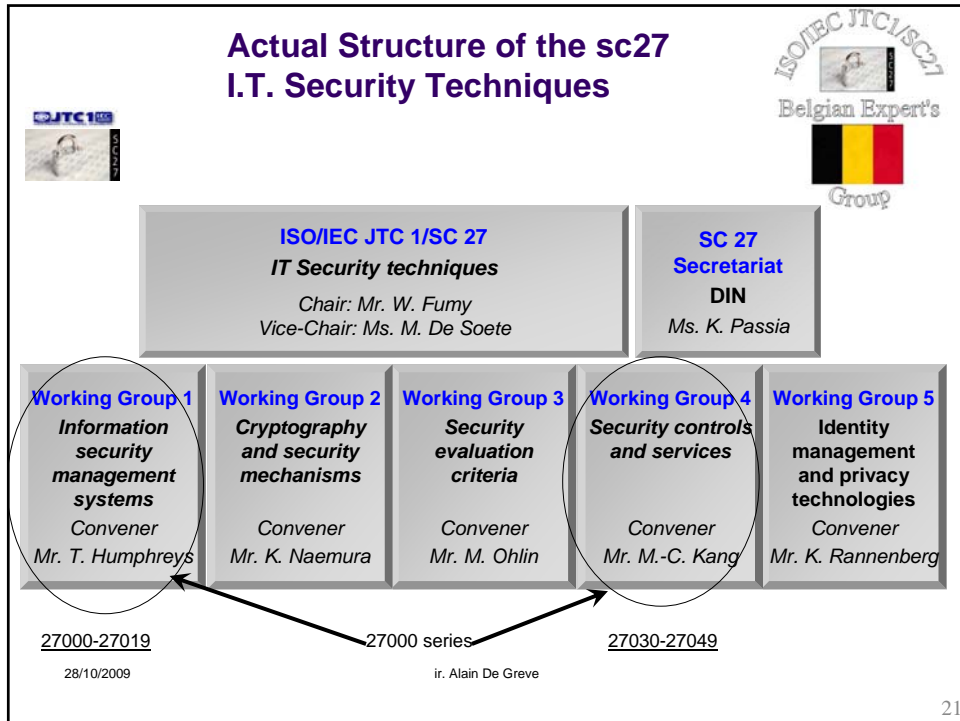 Actual Structure of the sc27
I.T. Security Techniques
JTC1 IEC
SC27
ISO/IEC JTC1/SC27
SC27
Belgian Expert's
Group
ISO/IEC JTC 1/SC 27
IT Security techniques
Chair: Mr. W. Fumy
Vice-Chair: Ms. M. De Soete
SC 27
Secretariat
DIN
Ms. K. Passia
Working Group 1
Information
security
management
systems
Convener
Mr. T. Humphreys
Working Group 2
Cryptography
and security
mechanisms
Convener
Mr. K. Naemura
Working Group 3
Security
evaluation
criteria
Convener
Mr. M. Ohlin
Working Group 4
Security controls
and services
Convener
Mr. M.-C. Kang
Working Group 5
Identity
management
and privacy
technologies
Convener
Mr. K. Rannenberg
27000-27019
27000 series
27030-27049
28/10/2009
ir. Alain De Greve
21